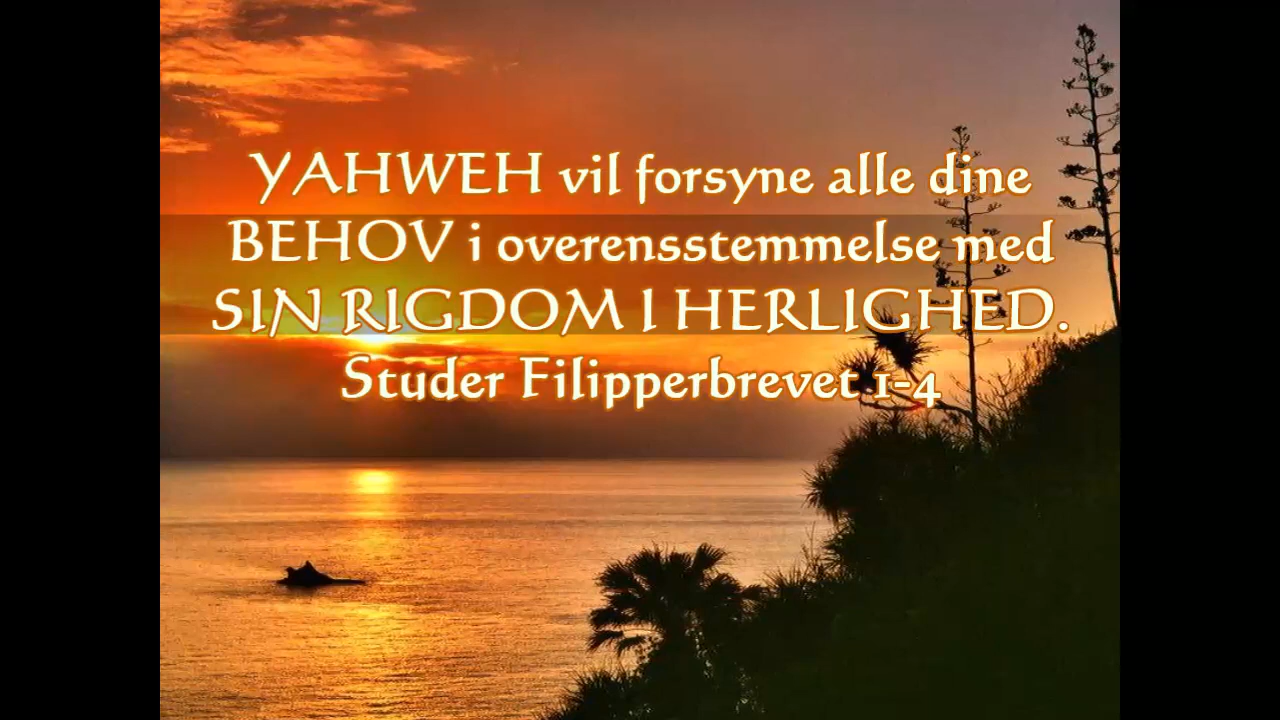 YAHWEH vil forsyne alle dine
BEHOV i overensstemmelse med
SIN RIGDOM I HERLIGHED.
Studer Filipperbrevet 1-4